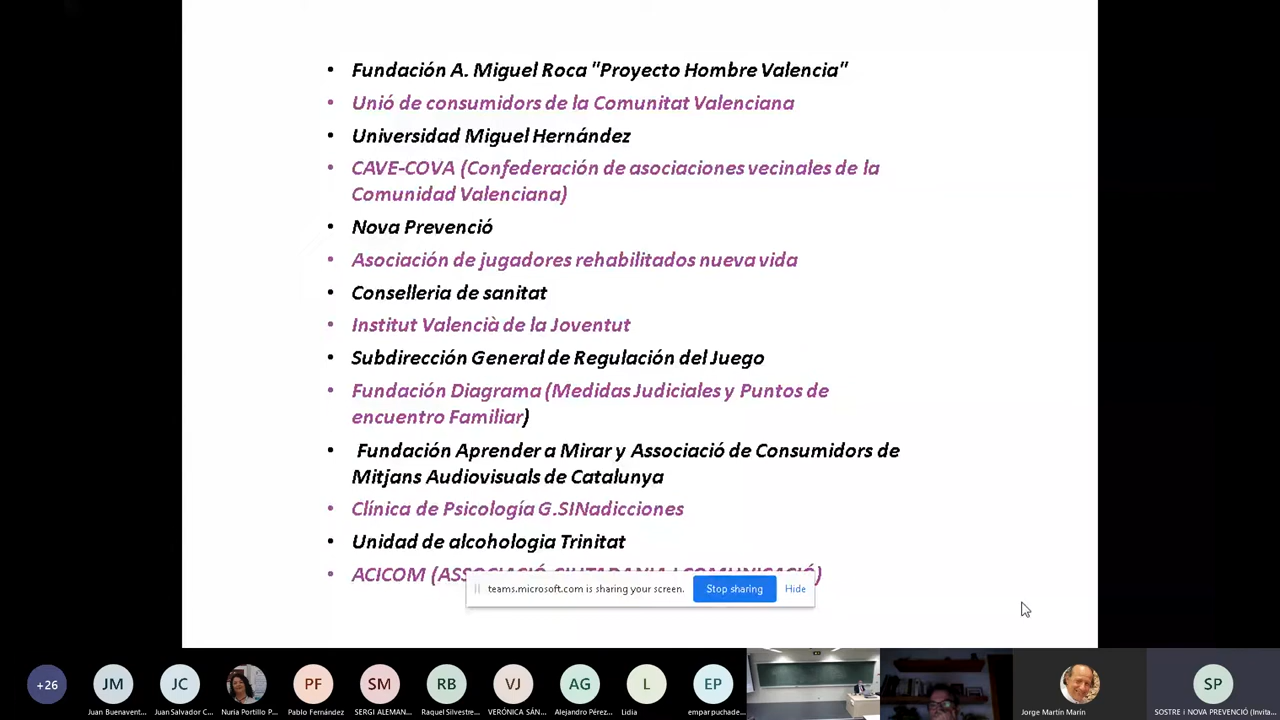 • Fundación A. Miguel Roca "Proyecto Hombre Valencia"
• Unió de consumidors de la Comunitat Valenciana
• Universidad Miguel Hernández
• CAVE-COVA (Confederación de asociaciones vecinales de la
Comunidad Valenciana)
• Nova Prevenció
• Asociación de jugadores rehabilitados nueva vida
• Conselleria de sanitat
• Institut Valencià de la Joventut
• Subdirección General de Regulación del Juego
• Fundación Diagrama (Medidas Judiciales y Puntos de
encuentro Familiar)
• Fundación Aprender a Mirar y Associació de Consumidors de
Mitjans Audiovisuals de Catalunya
• Clínica de Psicología G.SINadicciones
• Unidad de alcohologia Trinitat
• ACICOM (ASSOCIACIÓ CIUTADANIA I COMUNICACIÓ)
teams.microsoft.com is sharing your screen. Stop sharing Hide
+26 JM JC PF SM RB VJ AG L EP SP
Juan Buenavent... Juan Salvador C... Nuria Portillo P... Pablo Fernández SERGI ALEMAN... Raquel Silvestre... VERÓNICA SÁN... Alejandro Pérez... Lidia empar puchade... Jorge Martín Marín SOSTRE i NOVA PREVENCIÓ (Invita...